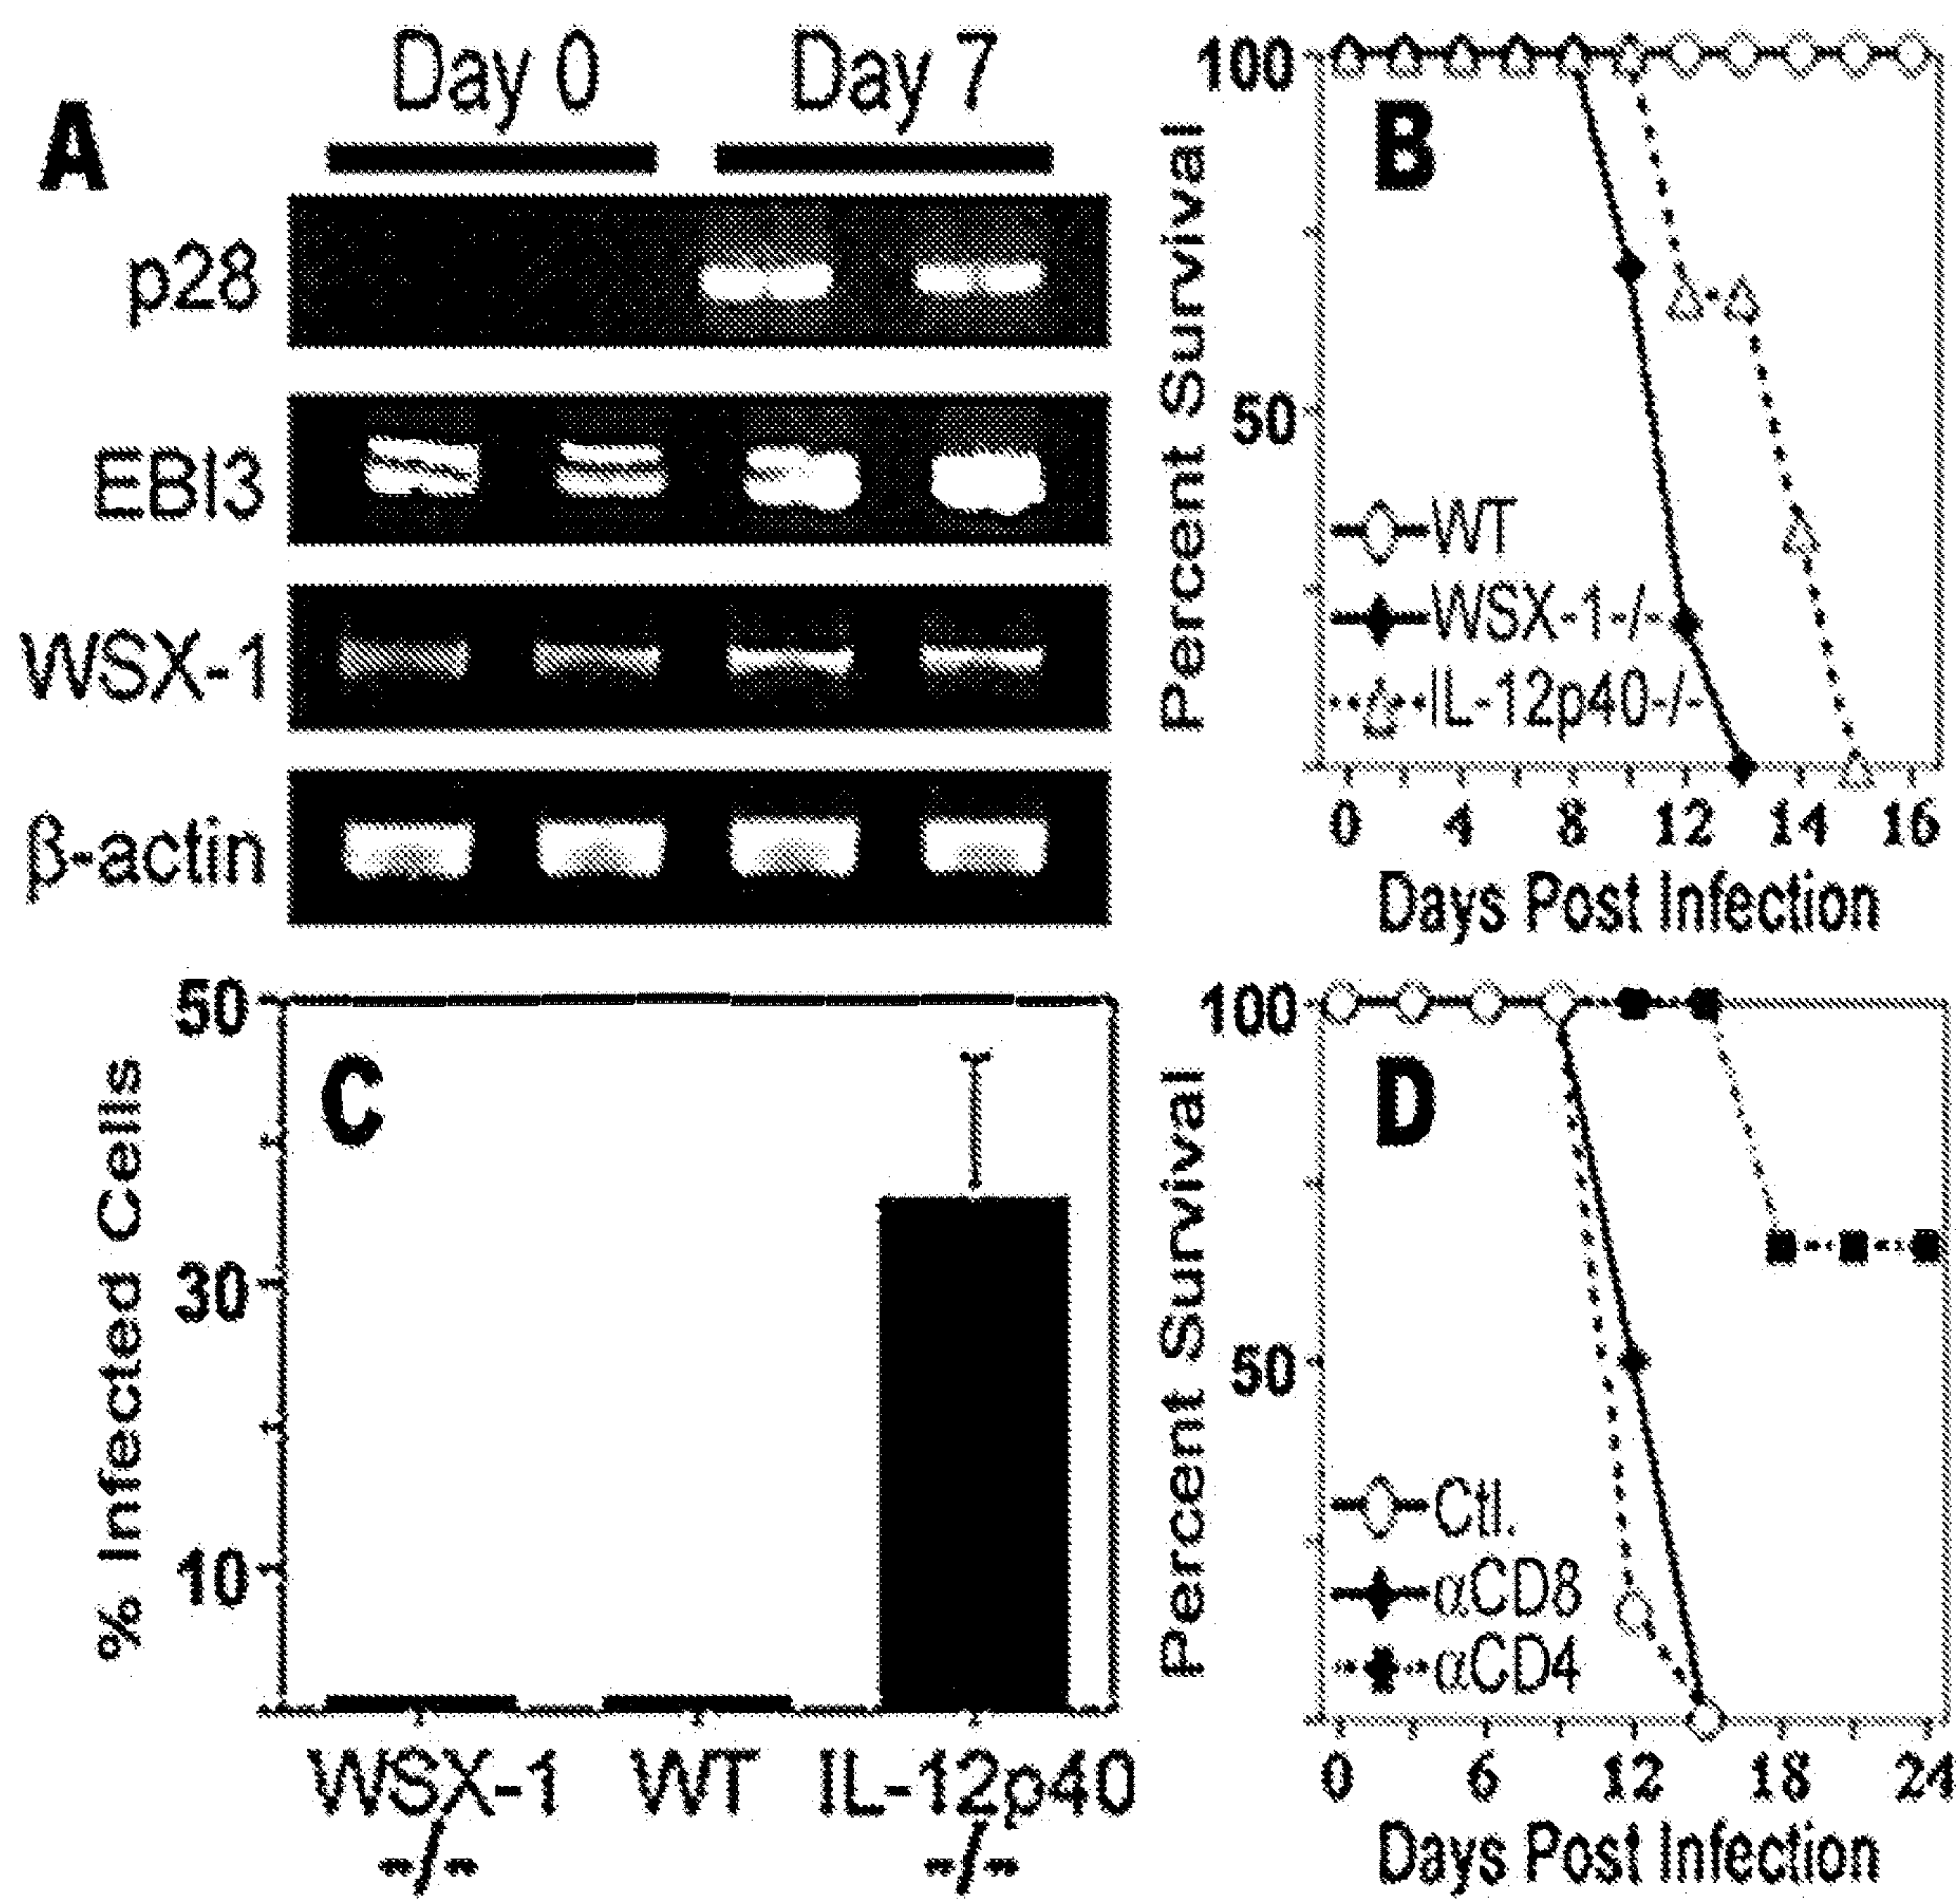 A
Day 0 Day 7
p28
EBI3
WSX-1
β-actin
B
Percent Survival
100
50
WT
WSX-1-/-
IL-12p40-/-
0 4 8 12 14 16
Days Post Infection
C
% Infected Cells
50
30
10
WSX-1 WT IL-12p40
-/- -/-
D
Percent Survival
100
50
Ctl.
αCD8
αCD4
0 6 12 18 24
Days Post Infection